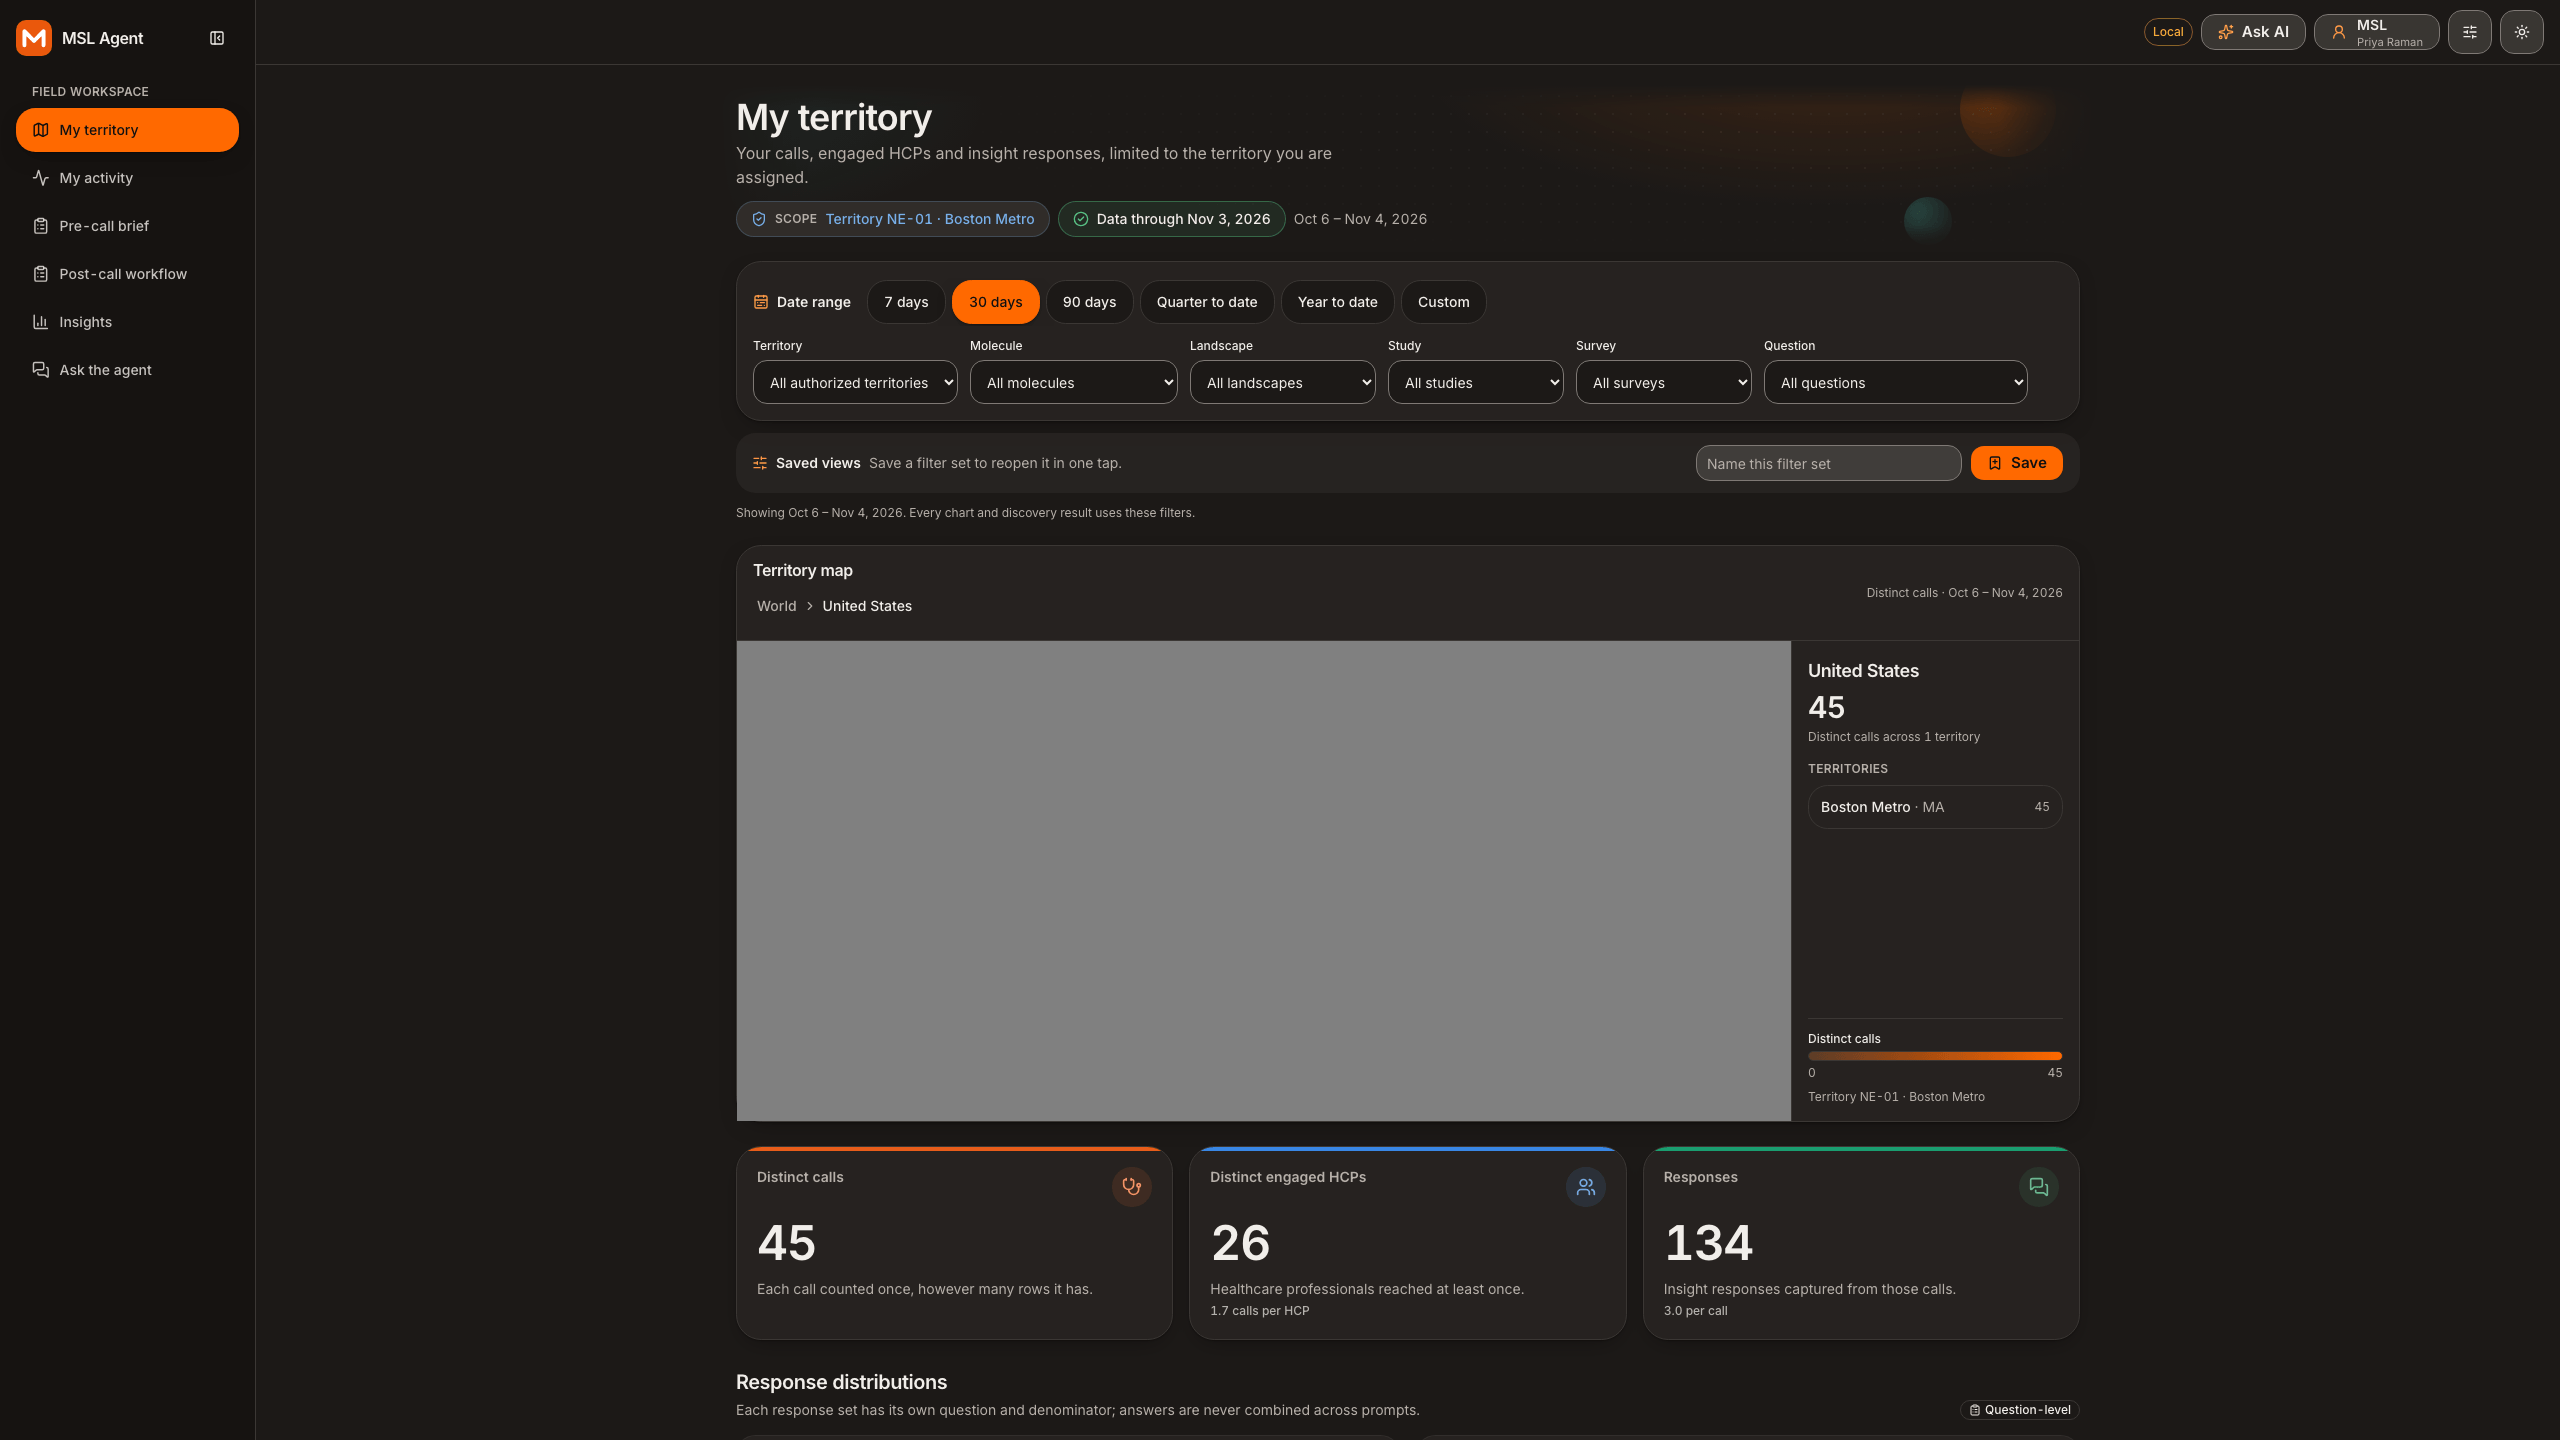 MSL Agent
FIELD WORKSPACE
My territory
My activity
Pre-call brief
Post-call workflow
Insights
Ask the agent
Local
Ask AI
MSL
Priya Raman
My territory
Your calls, engaged HCPs and insight responses, limited to the territory you are
assigned.
SCOPE Territory NE-01 · Boston Metro
Data through Nov 3, 2026
Oct 6 – Nov 4, 2026
Date range
7 days
30 days
90 days
Quarter to date
Year to date
Custom
Territory
Molecule
Landscape
Study
Survey
Question
All authorized territories
All molecules
All landscapes
All studies
All surveys
All questions
Saved views Save a filter set to reopen it in one tap.
Name this filter set
Save
Showing Oct 6 – Nov 4, 2026. Every chart and discovery result uses these filters.
Territory map
World
United States
Distinct calls · Oct 6 – Nov 4, 2026
United States
45
Distinct calls across 1 territory
TERRITORIES
Boston Metro · MA 45
Distinct calls
0 45
Territory NE-01 · Boston Metro
Distinct calls
45
Each call counted once, however many rows it has.
Distinct engaged HCPs
26
Healthcare professionals reached at least once.
1.7 calls per HCP
Responses
134
Insight responses captured from those calls.
3.0 per call
Response distributions
Each response set has its own question and denominator; answers are never combined across prompts.
Question-level